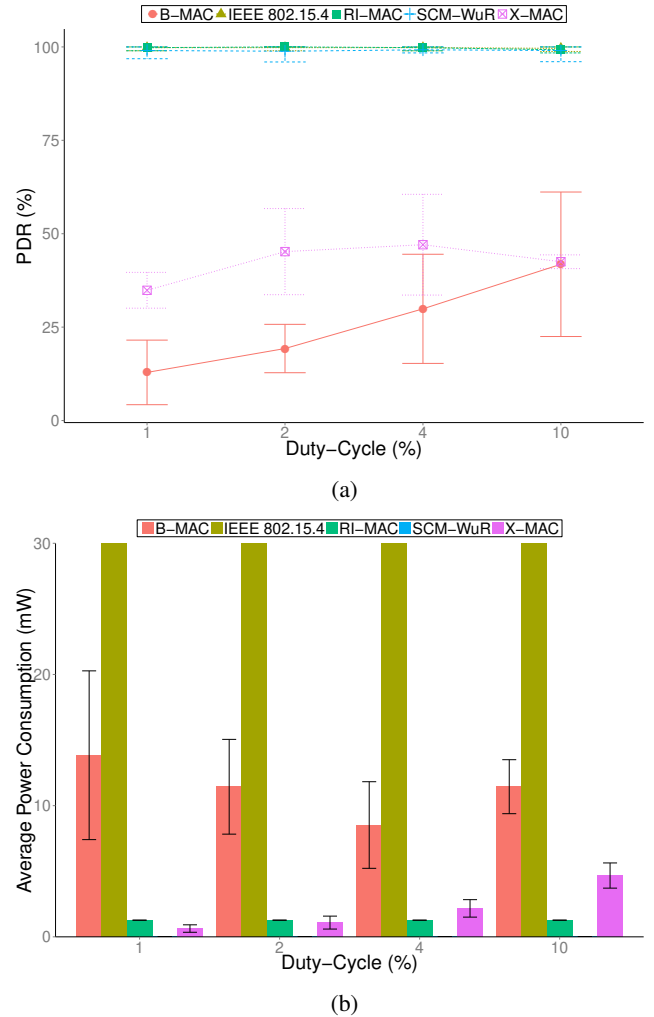 B−MAC IEEE 802.15.4 RI−MAC SCM−WuR X−MAC
100
75
50
25
0
PDR (%)
1 2 4 10
Duty−Cycle (%)
(a)
B−MAC IEEE 802.15.4 RI−MAC SCM−WuR X−MAC
30
20
10
0
Average Power Consumption (mW)
1 2 4 10
Duty−Cycle (%)
(b)